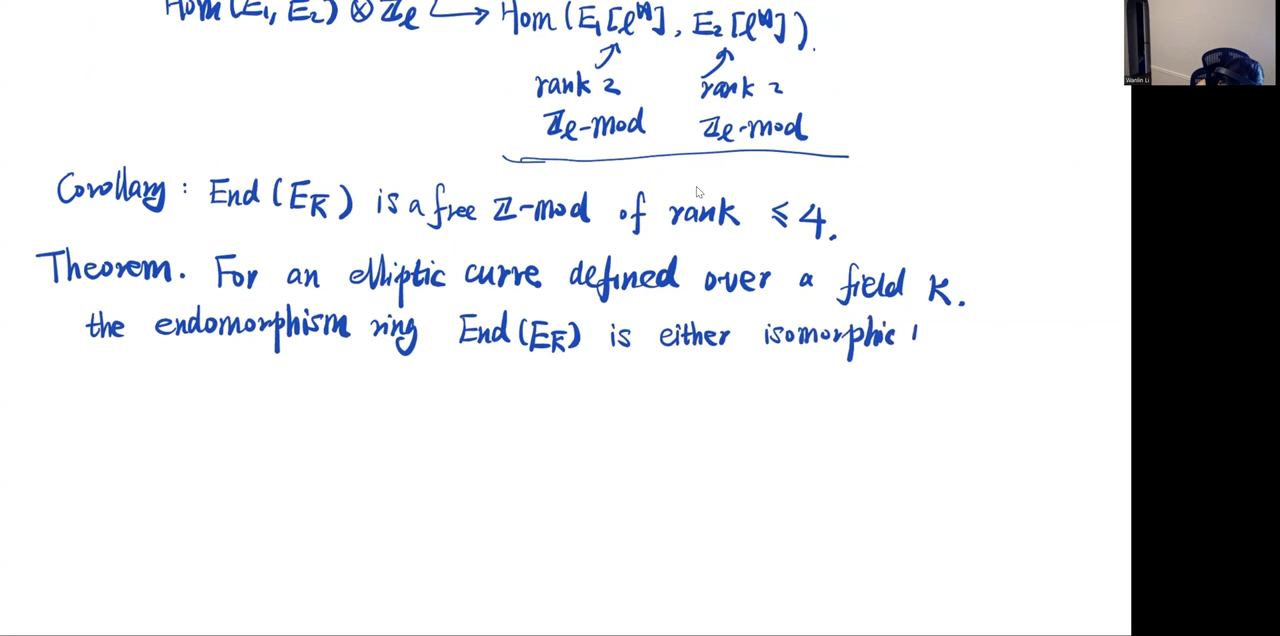 Hom (E₁, E₂) ⊗ ℤℓ ↪ Hom (E₁[ℓ^∞], E₂[ℓ^∞]).
rank 2 rank 2
ℤℓ-mod ℤℓ-mod
Corollary : End (E_k̄) is a free ℤ-mod of rank ≤ 4.
Theorem. For an elliptic curve defined over a field k.
the endomorphism ring End (E_k̄) is either isomorphic
Wanlin Li